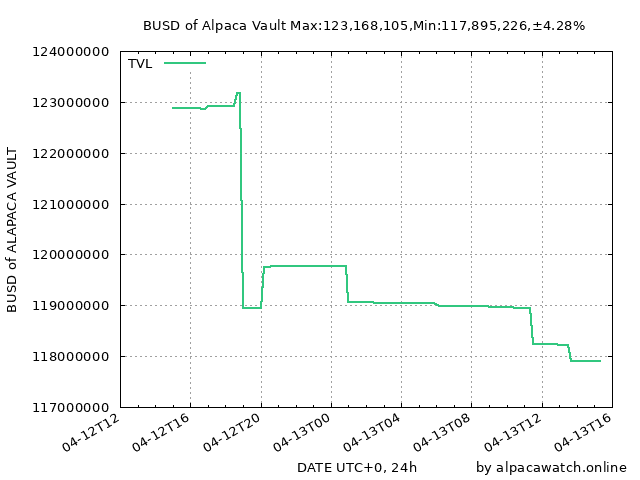 BUSD of Alpaca Vault Max:123,168,105,Min:117,895,226,±4.28%
TVL
124000000
123000000
122000000
121000000
120000000
119000000
118000000
117000000
BUSD of ALAPACA VAULT
04-12T12
04-12T16
04-12T20
04-13T00
04-13T04
04-13T08
04-13T12
04-13T16
DATE UTC+0, 24h
by alpacawatch.online